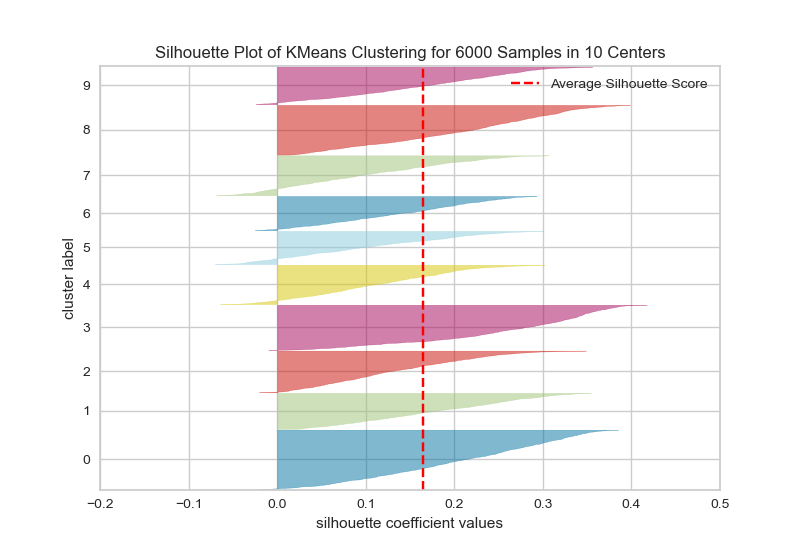 Silhouette Plot of KMeans Clustering for 6000 Samples in 10 Centers
Average Silhouette Score
9
8
7
6
5
4
3
2
1
0
cluster label
−0.2 −0.1 0.0 0.1 0.2 0.3 0.4 0.5
silhouette coefficient values